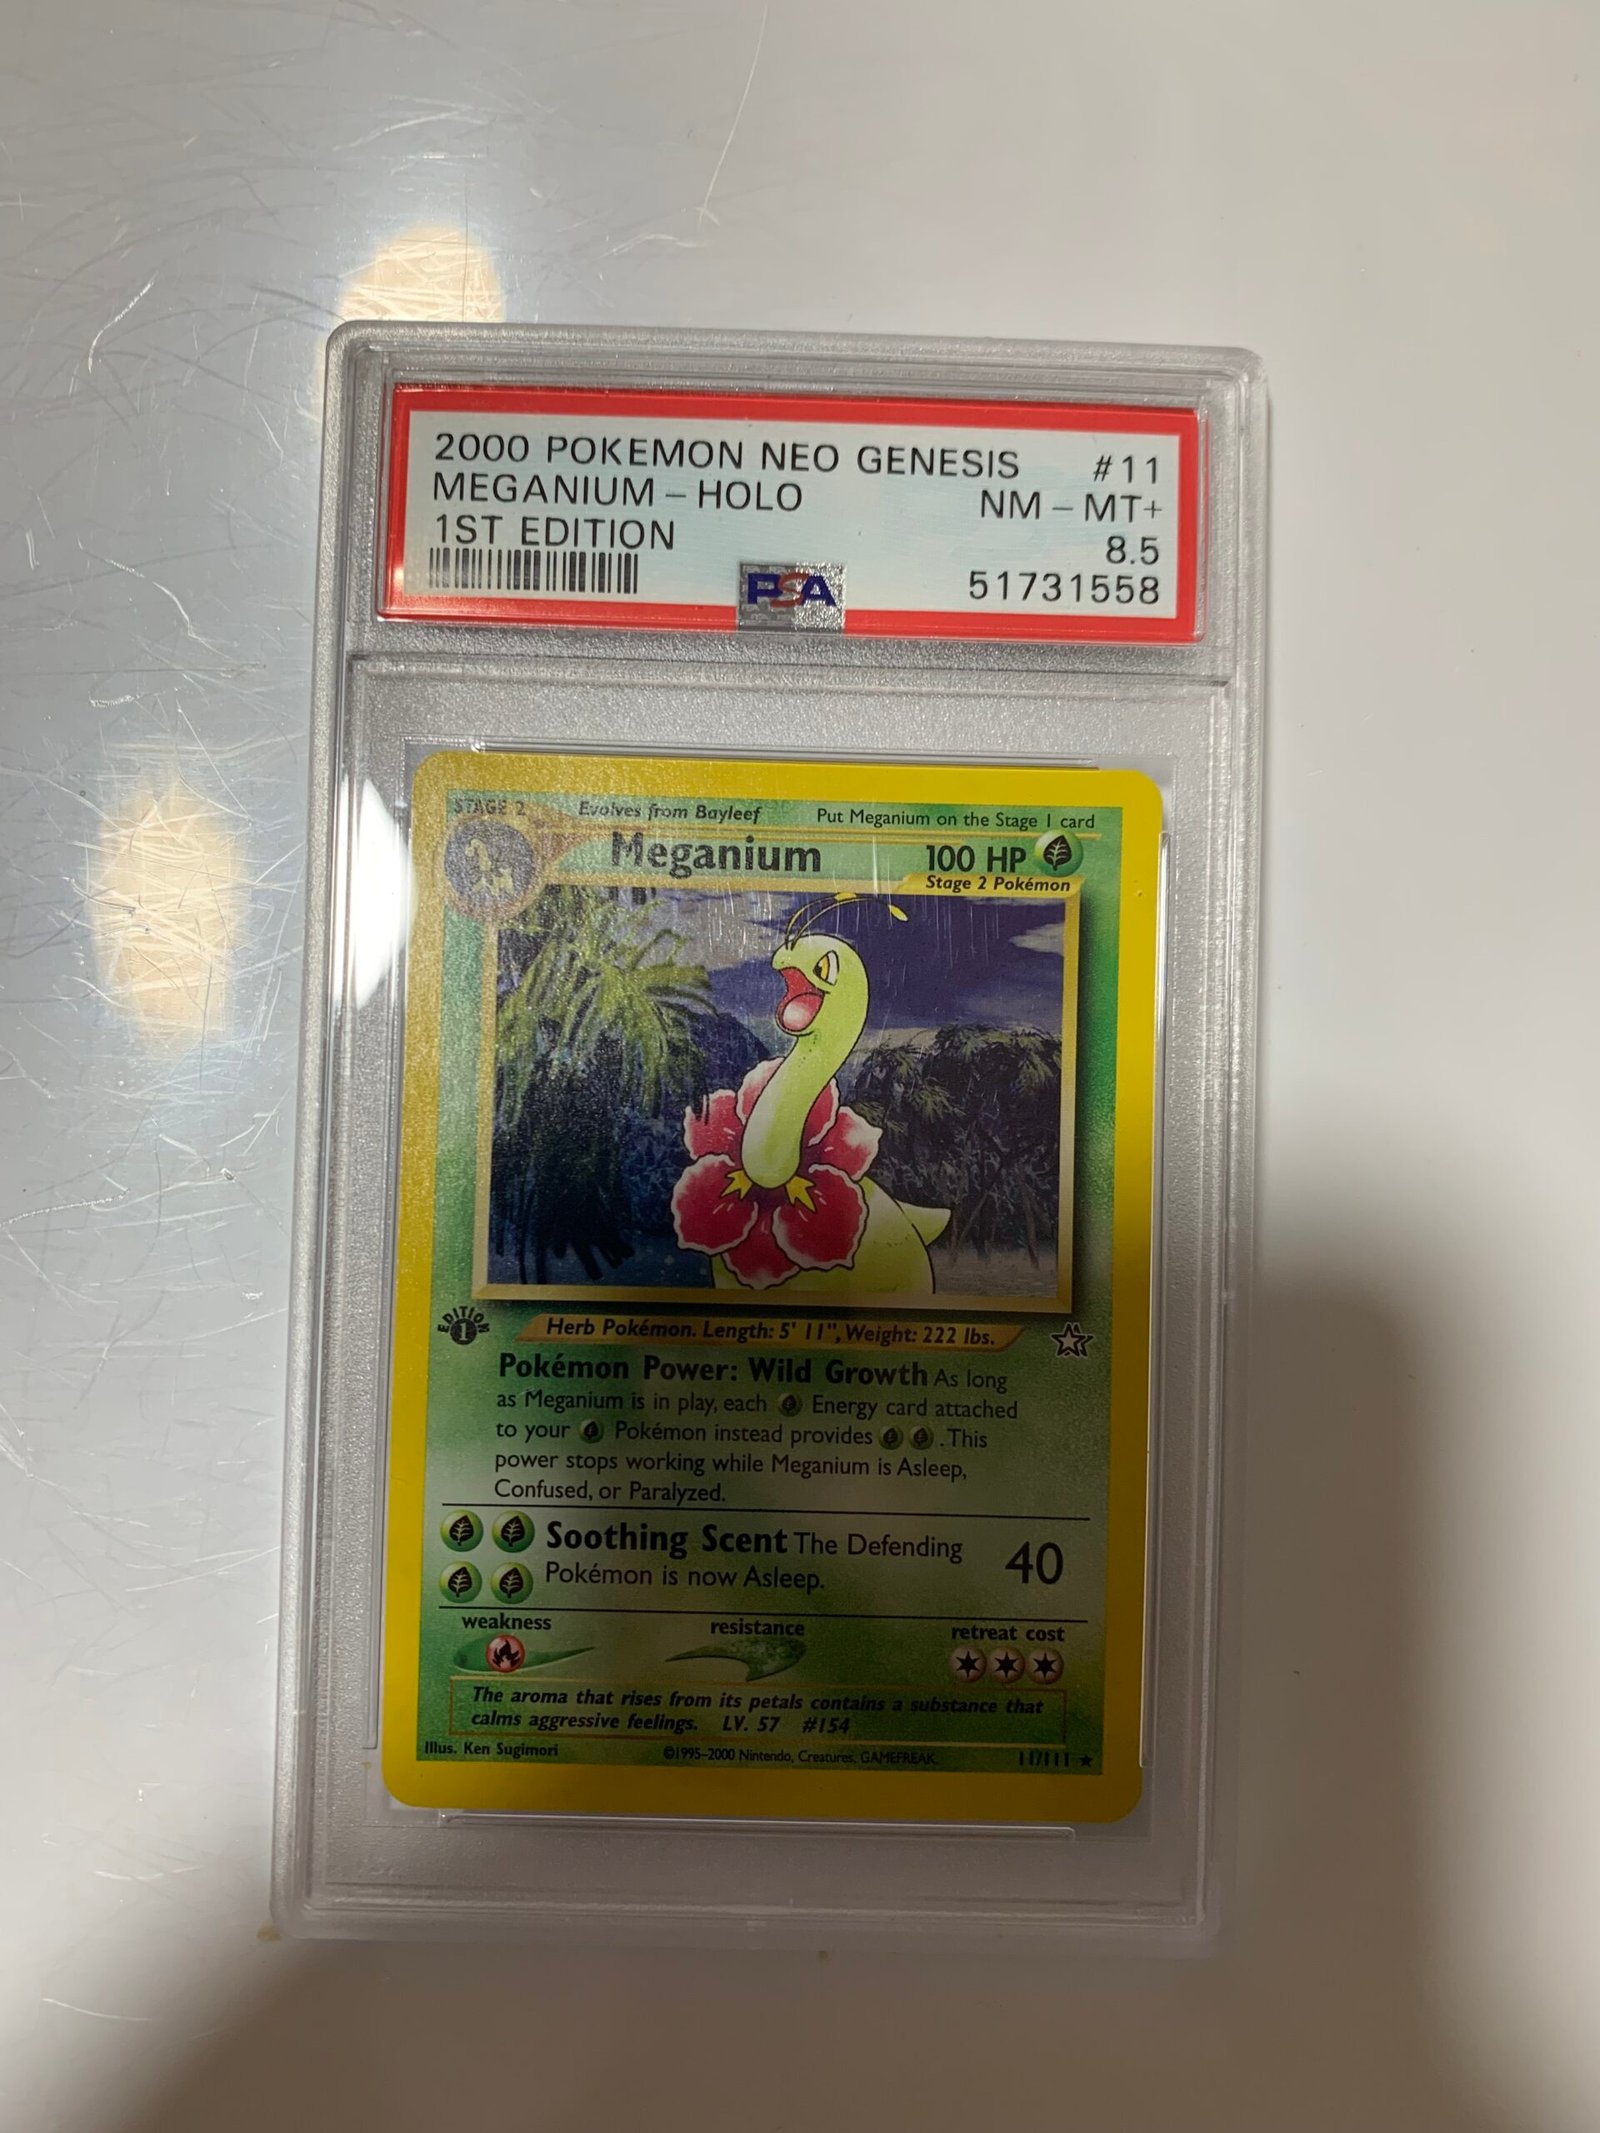 2000 POKEMON NEO GENESIS #11
MEGANIUM - HOLO NM - MT+
1ST EDITION 8.5
PSA 51731558
STAGE 2 Evolves from Bayleef Put Meganium on the Stage 1 card
Meganium 100 HP
Stage 2 Pokémon
EDITION 1
Herb Pokémon. Length: 5' 11", Weight: 222 lbs.
Pokémon Power: Wild Growth As long
as Meganium is in play, each Energy card attached
to your Pokémon instead provides . This
power stops working while Meganium is Asleep,
Confused, or Paralyzed.
Soothing Scent The Defending 40
Pokémon is now Asleep.
weakness resistance retreat cost
The aroma that rises from its petals contains a substance that
calms aggressive feelings. LV. 57 #154
Illus. Ken Sugimori ©1995-2000 Nintendo, Creatures, GAMEFREAK. 11/111 ★